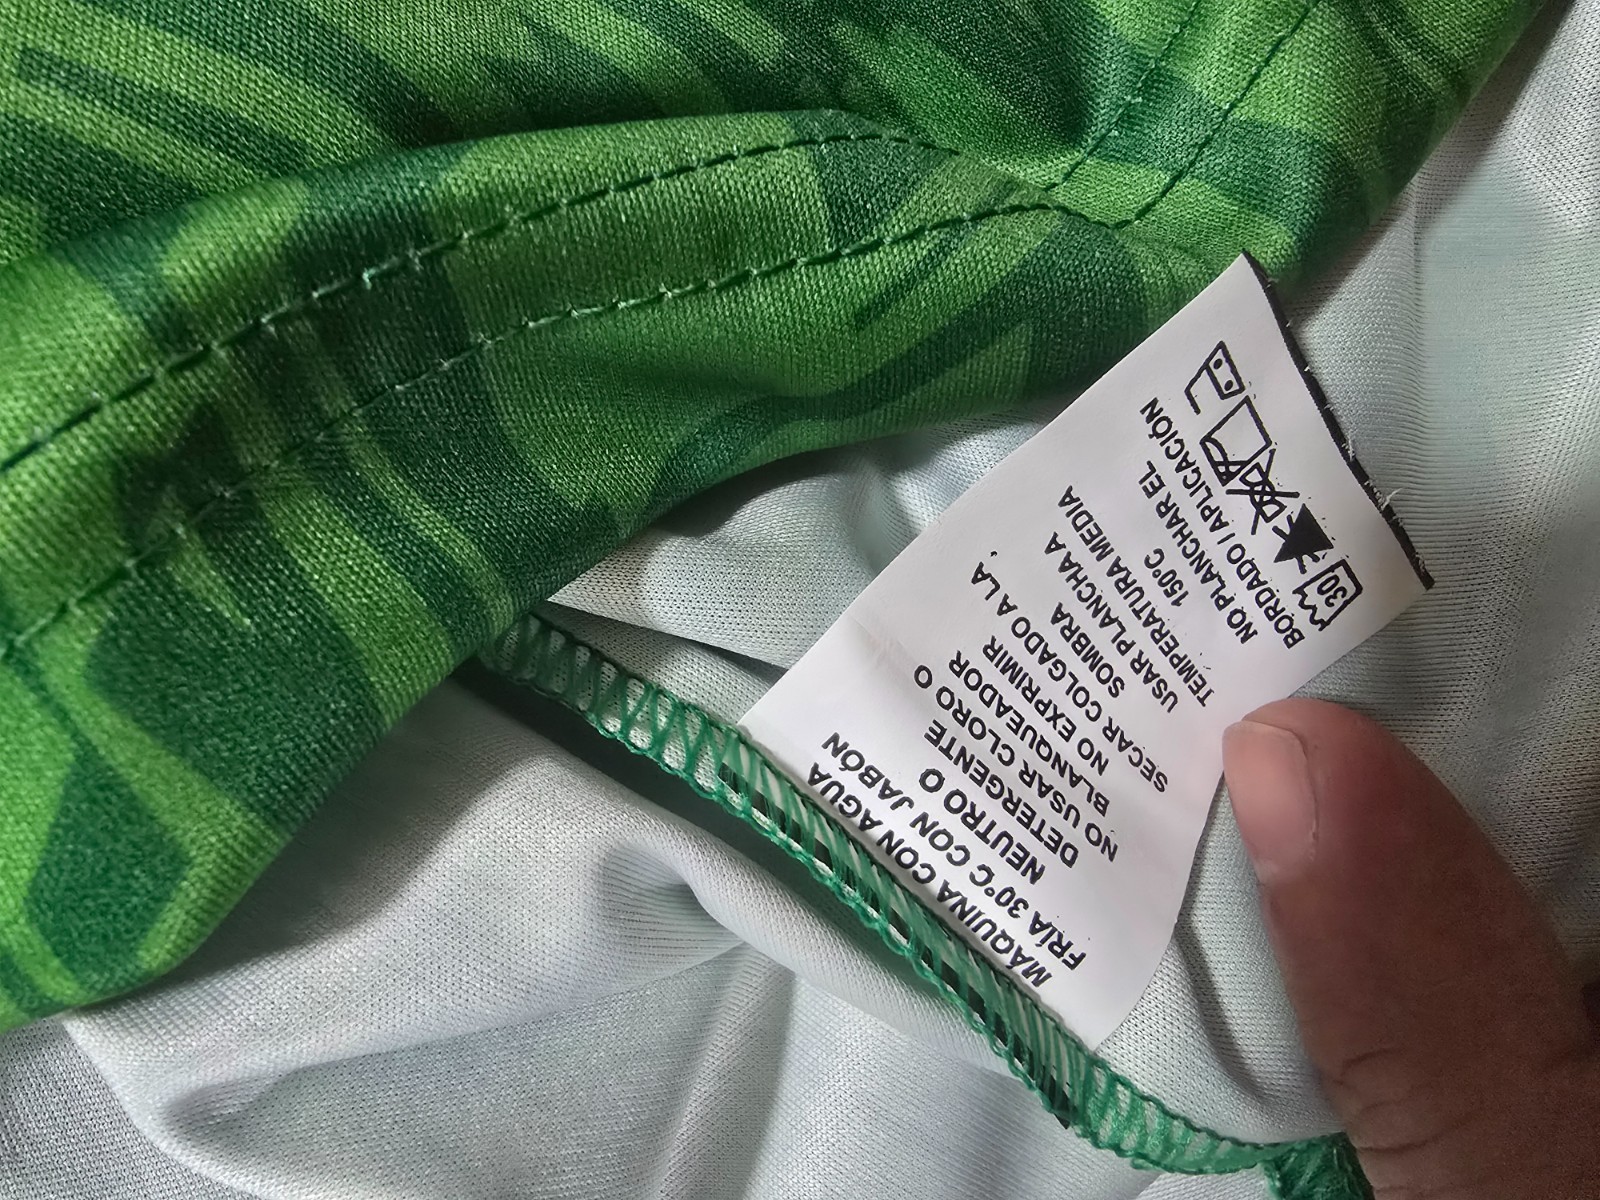 MÁQUINA CON AGUA
FRÍA 30°C CON JABÓN
NEUTRO O
DETERGENTE
NO USAR CLORO O
BLANQUEADOR
NO EXPRIMIR
SECAR COLGADO A LA
SOMBRA
USAR PLANCHA A
TEMPERATURA MEDIA
150°C
NO PLANCHAR EL
BORDADO / APLICACIÓN
30